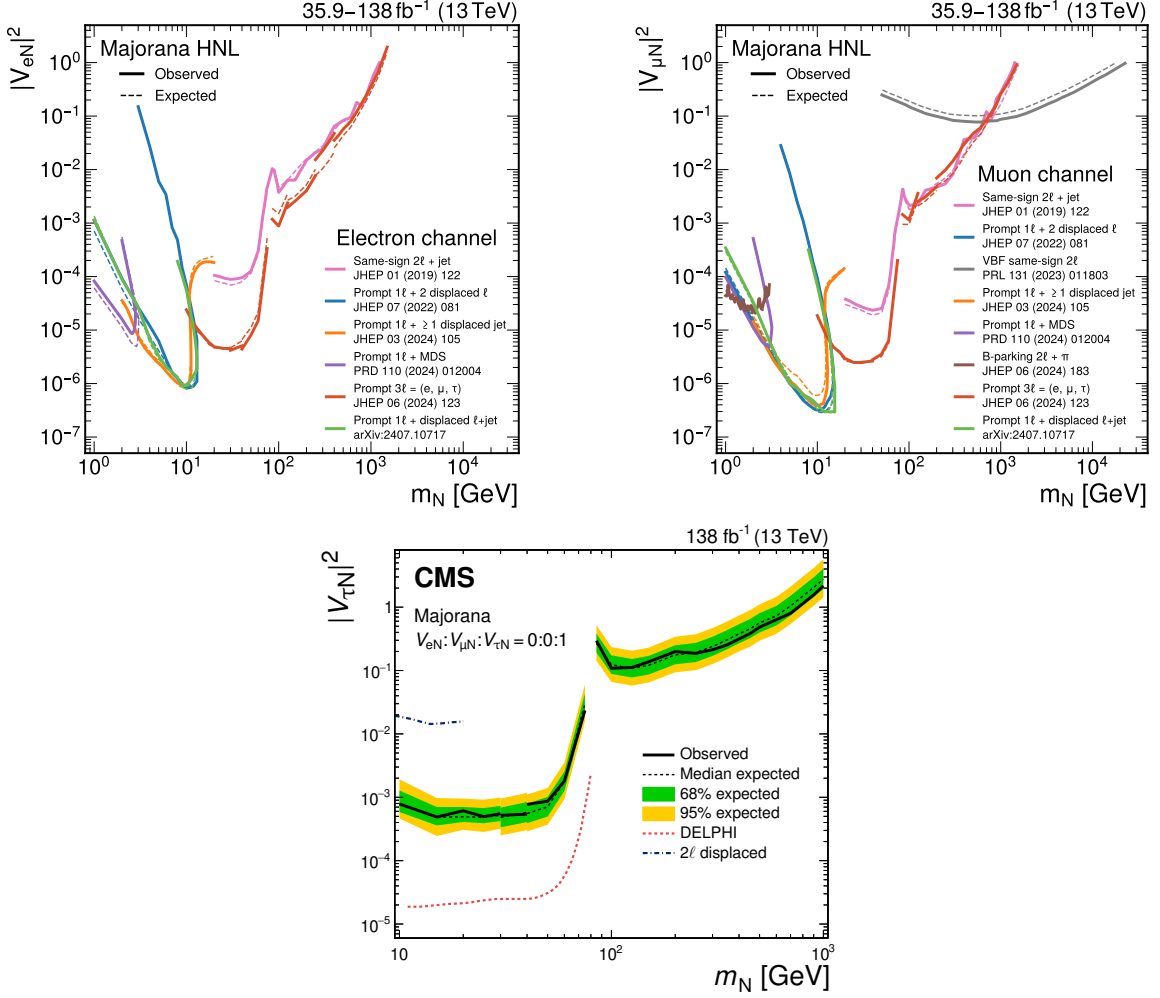 35.9−138 fb⁻¹ (13 TeV)
|V_eN|²
Majorana HNL
Observed
Expected
10⁰
10⁻¹
10⁻²
10⁻³
10⁻⁴
10⁻⁵
10⁻⁶
10⁻⁷
Electron channel
Same-sign 2ℓ + jet
JHEP 01 (2019) 122
Prompt 1ℓ + 2 displaced ℓ
JHEP 07 (2022) 081
Prompt 1ℓ + ≥1 displaced jet
JHEP 03 (2024) 105
Prompt 1ℓ + MDS
PRD 110 (2024) 012004
Prompt 3ℓ = (e, μ, τ)
JHEP 06 (2024) 123
Prompt 1ℓ + displaced ℓ+jet
arXiv:2407.10717
10⁰ 10¹ 10² 10³ 10⁴
m_N [GeV]
35.9−138 fb⁻¹ (13 TeV)
|V_μN|²
Majorana HNL
Observed
Expected
10⁰
10⁻¹
10⁻²
10⁻³
10⁻⁴
10⁻⁵
10⁻⁶
10⁻⁷
Muon channel
Same-sign 2ℓ + jet
JHEP 01 (2019) 122
Prompt 1ℓ + 2 displaced ℓ
JHEP 07 (2022) 081
VBF same-sign 2ℓ
PRL 131 (2023) 011803
Prompt 1ℓ + ≥1 displaced jet
JHEP 03 (2024) 105
Prompt 1ℓ + MDS
PRD 110 (2024) 012004
B-parking 2ℓ + π
JHEP 06 (2024) 183
Prompt 3ℓ = (e, μ, τ)
JHEP 06 (2024) 123
Prompt 1ℓ + displaced ℓ+jet
arXiv:2407.10717
10⁰ 10¹ 10² 10³ 10⁴
m_N [GeV]
138 fb⁻¹ (13 TeV)
|V_τN|²
CMS
Majorana
V_eN:V_μN:V_τN = 0:0:1
1
10⁻¹
10⁻²
10⁻³
10⁻⁴
10⁻⁵
Observed
Median expected
68% expected
95% expected
DELPHI
2ℓ displaced
10 10² 10³
m_N [GeV]